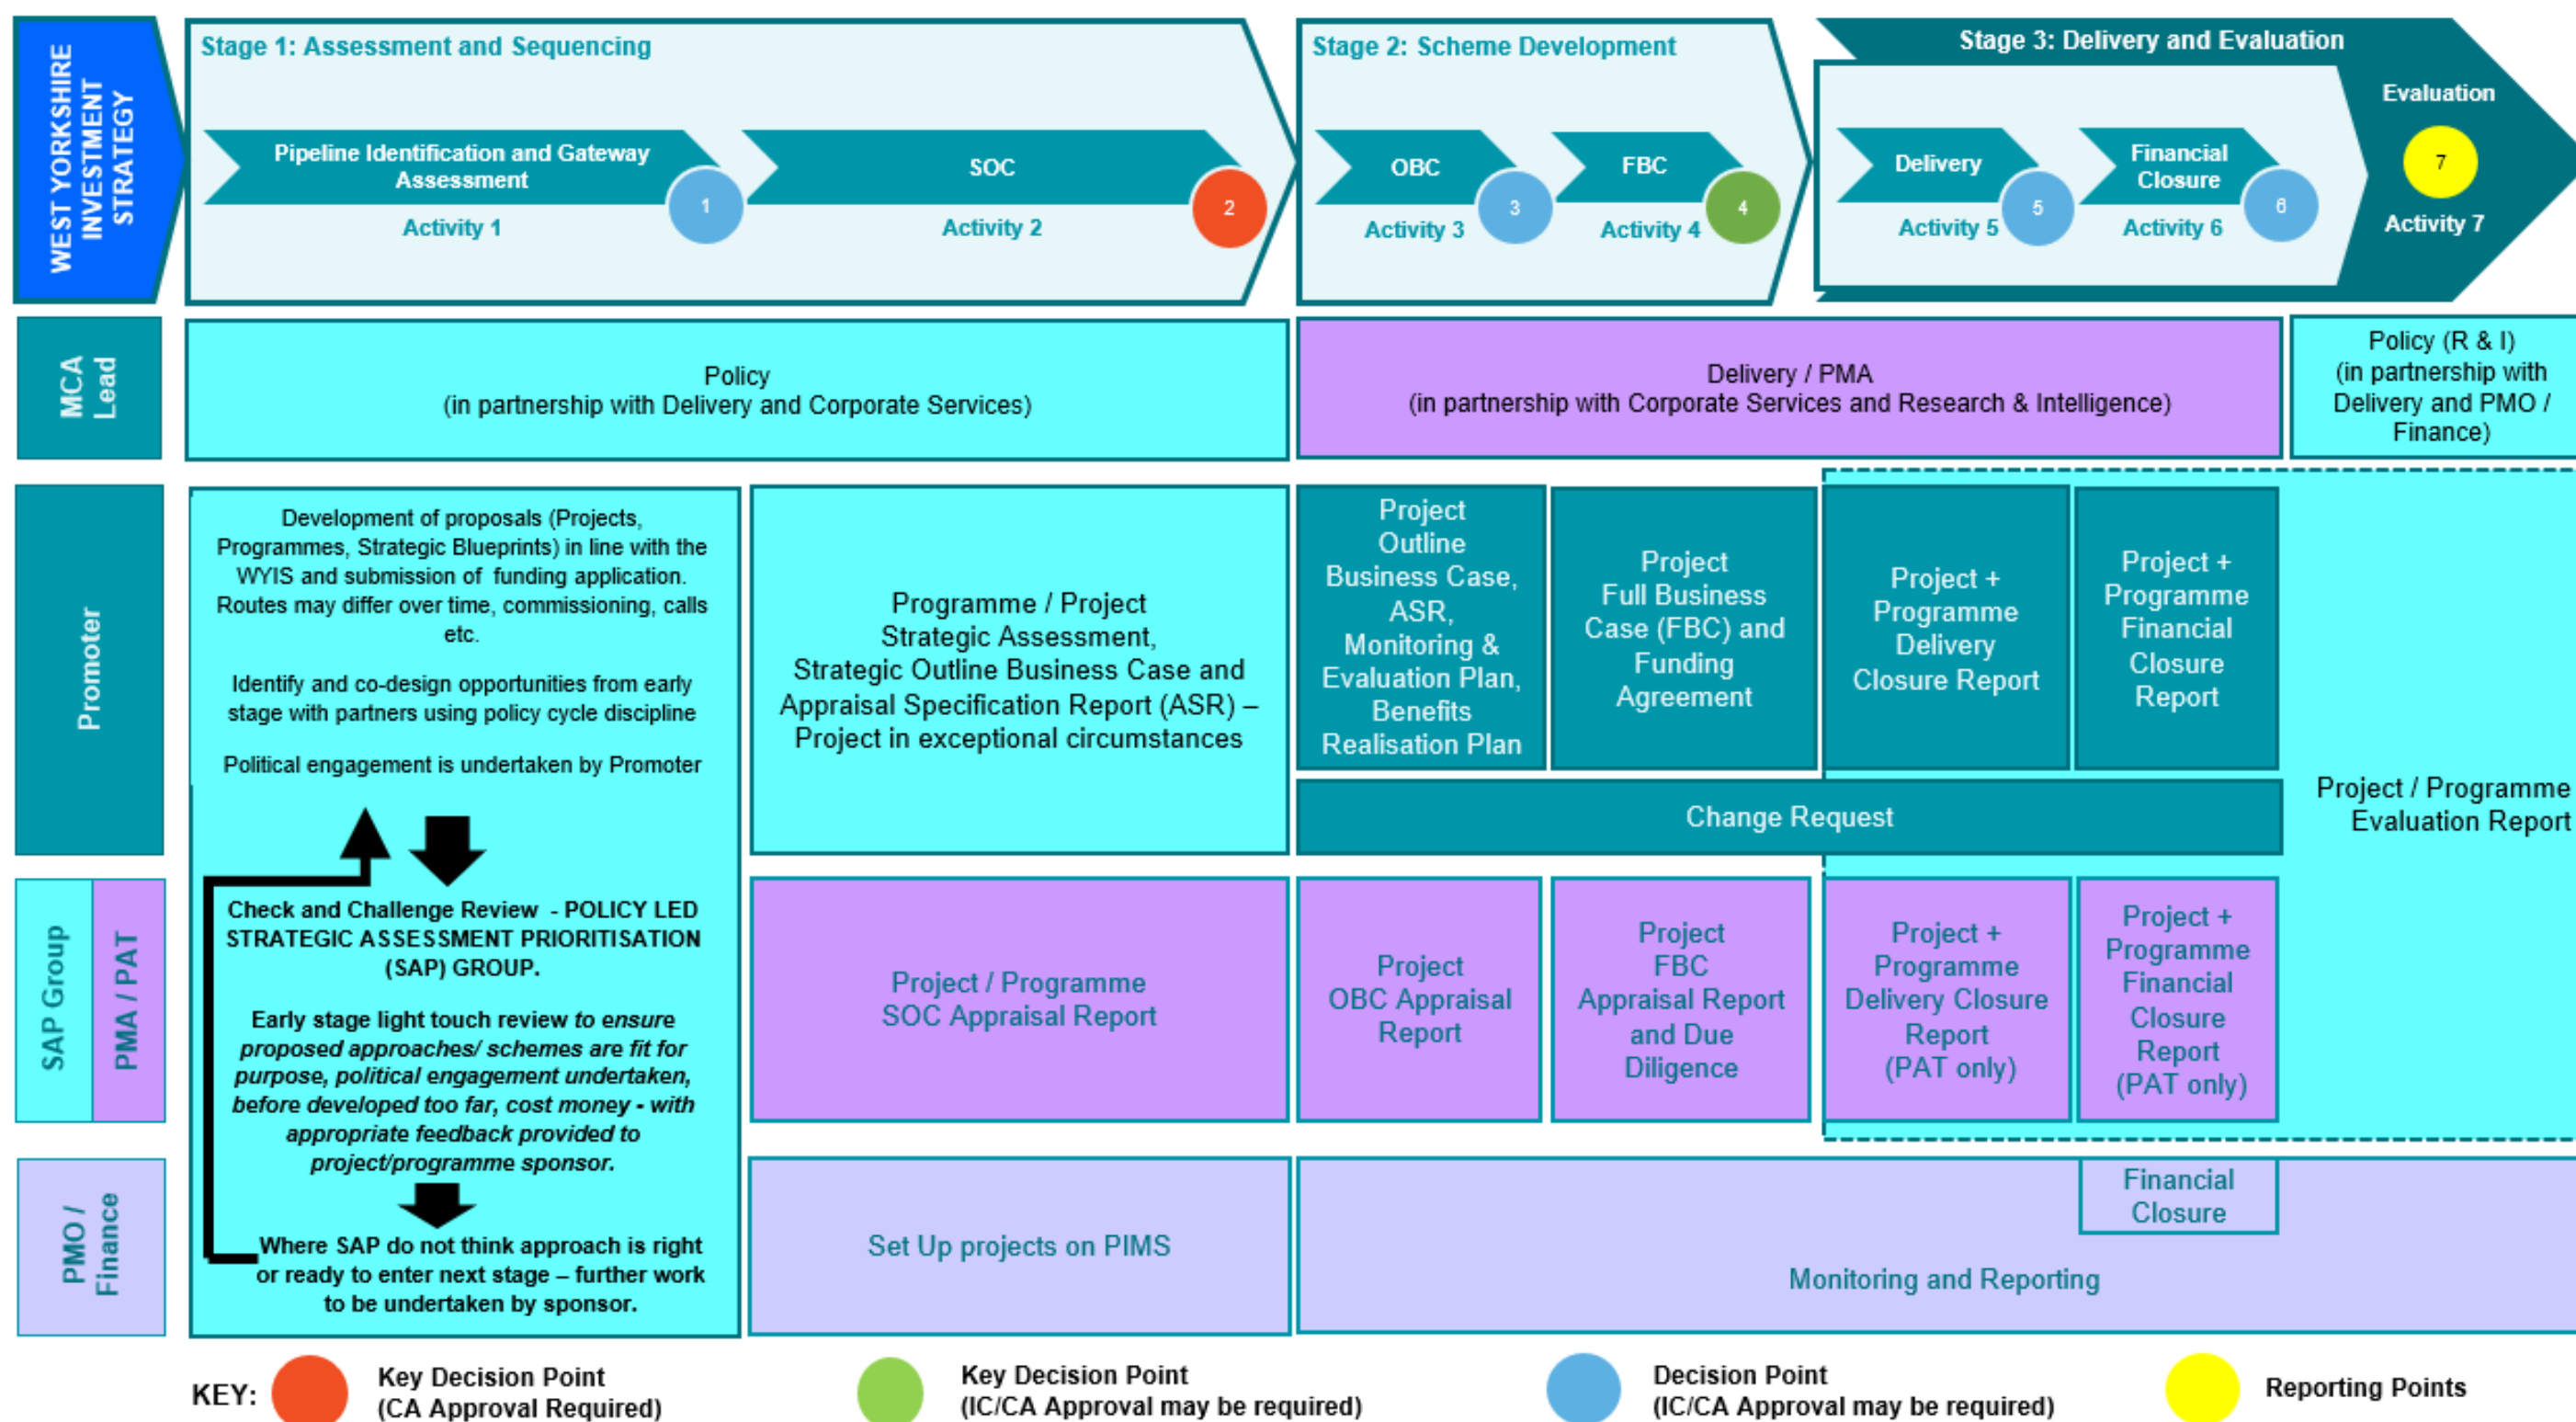 WEST YORKSHIRE
INVESTMENT
STRATEGY
Stage 1: Assessment and Sequencing
Pipeline Identification and Gateway
Assessment
Activity 1
1
SOC
Activity 2
2
Stage 2: Scheme Development
OBC
Activity 3
3
FBC
Activity 4
4
Stage 3: Delivery and Evaluation
Delivery
Activity 5
5
Financial
Closure
Activity 6
6
Evaluation
7
Activity 7
MCA
Lead
Policy
(in partnership with Delivery and Corporate Services)
Delivery / PMA
(in partnership with Corporate Services and Research & Intelligence)
Policy (R & I)
(in partnership with
Delivery and PMO /
Finance)
Promoter
Development of proposals (Projects,
Programmes, Strategic Blueprints) in line with the
WYIS and submission of funding application.
Routes may differ over time, commissioning, calls
etc.
Identify and co-design opportunities from early
stage with partners using policy cycle discipline
Political engagement is undertaken by Promoter
Check and Challenge Review - POLICY LED
STRATEGIC ASSESSMENT PRIORITISATION
(SAP) GROUP.
Early stage light touch review to ensure
proposed approaches/ schemes are fit for
purpose, political engagement undertaken,
before developed too far, cost money - with
appropriate feedback provided to
project/programme sponsor.
Where SAP do not think approach is right
or ready to enter next stage – further work
to be undertaken by sponsor.
Programme / Project
Strategic Assessment,
Strategic Outline Business Case and
Appraisal Specification Report (ASR) –
Project in exceptional circumstances
Project
Outline
Business Case,
ASR,
Monitoring &
Evaluation Plan,
Benefits
Realisation Plan
Project
Full Business
Case (FBC) and
Funding
Agreement
Project +
Programme
Delivery
Closure Report
Project +
Programme
Financial
Closure
Report
Change Request
Project / Programme
Evaluation Report
SAP Group
PMA / PAT
Project / Programme
SOC Appraisal Report
Project
OBC Appraisal
Report
Project
FBC
Appraisal Report
and Due
Diligence
Project +
Programme
Delivery Closure
Report
(PAT only)
Project +
Programme
Financial
Closure
Report
(PAT only)
PMO /
Finance
Set Up projects on PIMS
Financial
Closure
Monitoring and Reporting
KEY:
Key Decision Point
(CA Approval Required)
Key Decision Point
(IC/CA Approval may be required)
Decision Point
(IC/CA Approval may be required)
Reporting Points